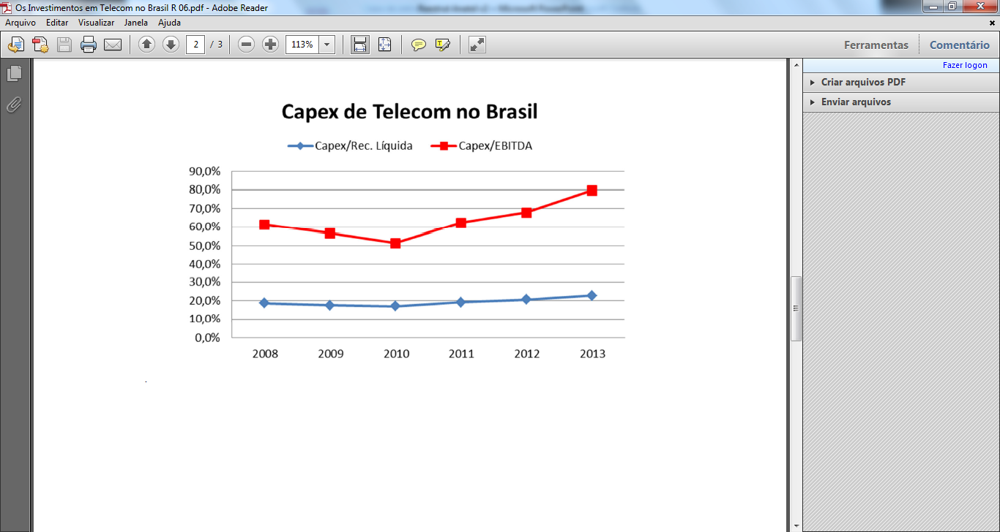 Os Investimentos em Telecom no Brasil R 06.pdf - Adobe Reader
Arquivo Editar Visualizar Janela Ajuda
2 / 3 113% Ferramentas Comentário
Fazer logon
Criar arquivos PDF
Enviar arquivos
Capex de Telecom no Brasil
Capex/Rec. Líquida Capex/EBITDA
90,0%
80,0%
70,0%
60,0%
50,0%
40,0%
30,0%
20,0%
10,0%
0,0%
2008 2009 2010 2011 2012 2013
.